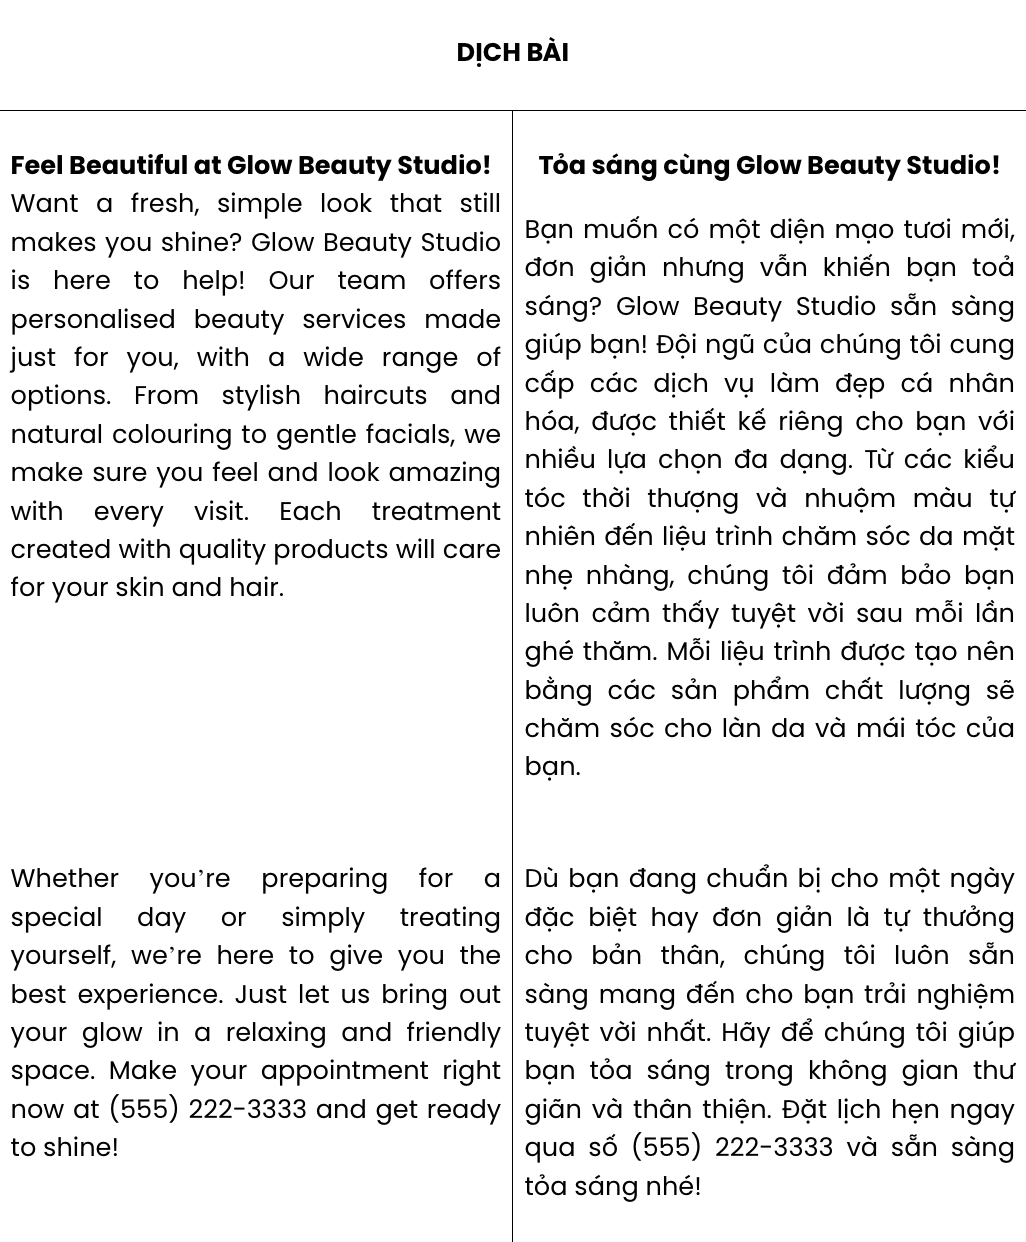 DỊCH BÀI
Feel Beautiful at Glow Beauty Studio!
Want a fresh, simple look that still
makes you shine? Glow Beauty Studio
is here to help! Our team offers
personalised beauty services made
just for you, with a wide range of
options. From stylish haircuts and
natural colouring to gentle facials, we
make sure you feel and look amazing
with every visit. Each treatment
created with quality products will care
for your skin and hair.
Whether you’re preparing for a
special day or simply treating
yourself, we’re here to give you the
best experience. Just let us bring out
your glow in a relaxing and friendly
space. Make your appointment right
now at (555) 222-3333 and get ready
to shine!
Tỏa sáng cùng Glow Beauty Studio!
Bạn muốn có một diện mạo tươi mới,
đơn giản nhưng vẫn khiến bạn toả
sáng? Glow Beauty Studio sẵn sàng
giúp bạn! Đội ngũ của chúng tôi cung
cấp các dịch vụ làm đẹp cá nhân
hóa, được thiết kế riêng cho bạn với
nhiều lựa chọn đa dạng. Từ các kiểu
tóc thời thượng và nhuộm màu tự
nhiên đến liệu trình chăm sóc da mặt
nhẹ nhàng, chúng tôi đảm bảo bạn
luôn cảm thấy tuyệt vời sau mỗi lần
ghé thăm. Mỗi liệu trình được tạo nên
bằng các sản phẩm chất lượng sẽ
chăm sóc cho làn da và mái tóc của
bạn.
Dù bạn đang chuẩn bị cho một ngày
đặc biệt hay đơn giản là tự thưởng
cho bản thân, chúng tôi luôn sẵn
sàng mang đến cho bạn trải nghiệm
tuyệt vời nhất. Hãy để chúng tôi giúp
bạn tỏa sáng trong không gian thư
giãn và thân thiện. Đặt lịch hẹn ngay
qua số (555) 222-3333 và sẵn sàng
tỏa sáng nhé!